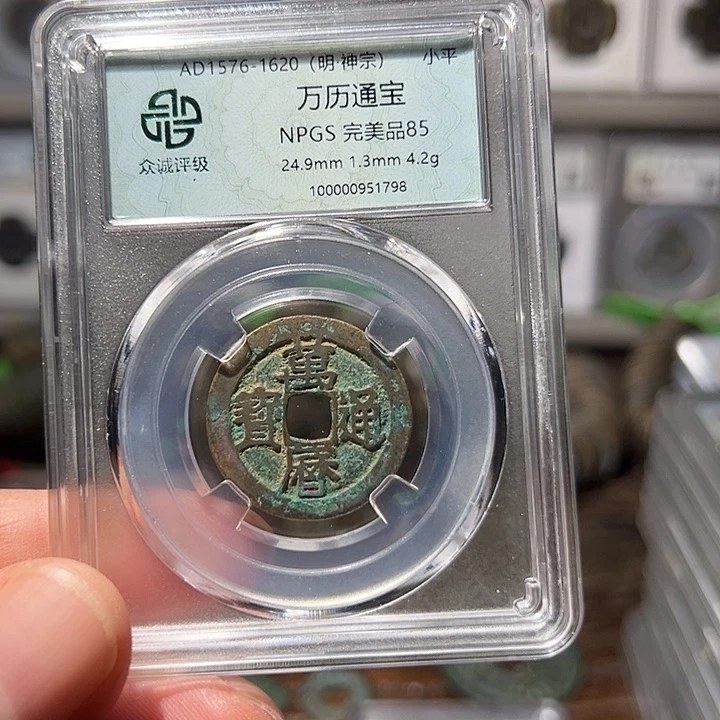 AD1576-1620（明 神宗） 小平
万历通宝
NPGS 完美品85
24.9mm 1.3mm 4.2g
100000951798
众诚评级
萬曆通寶